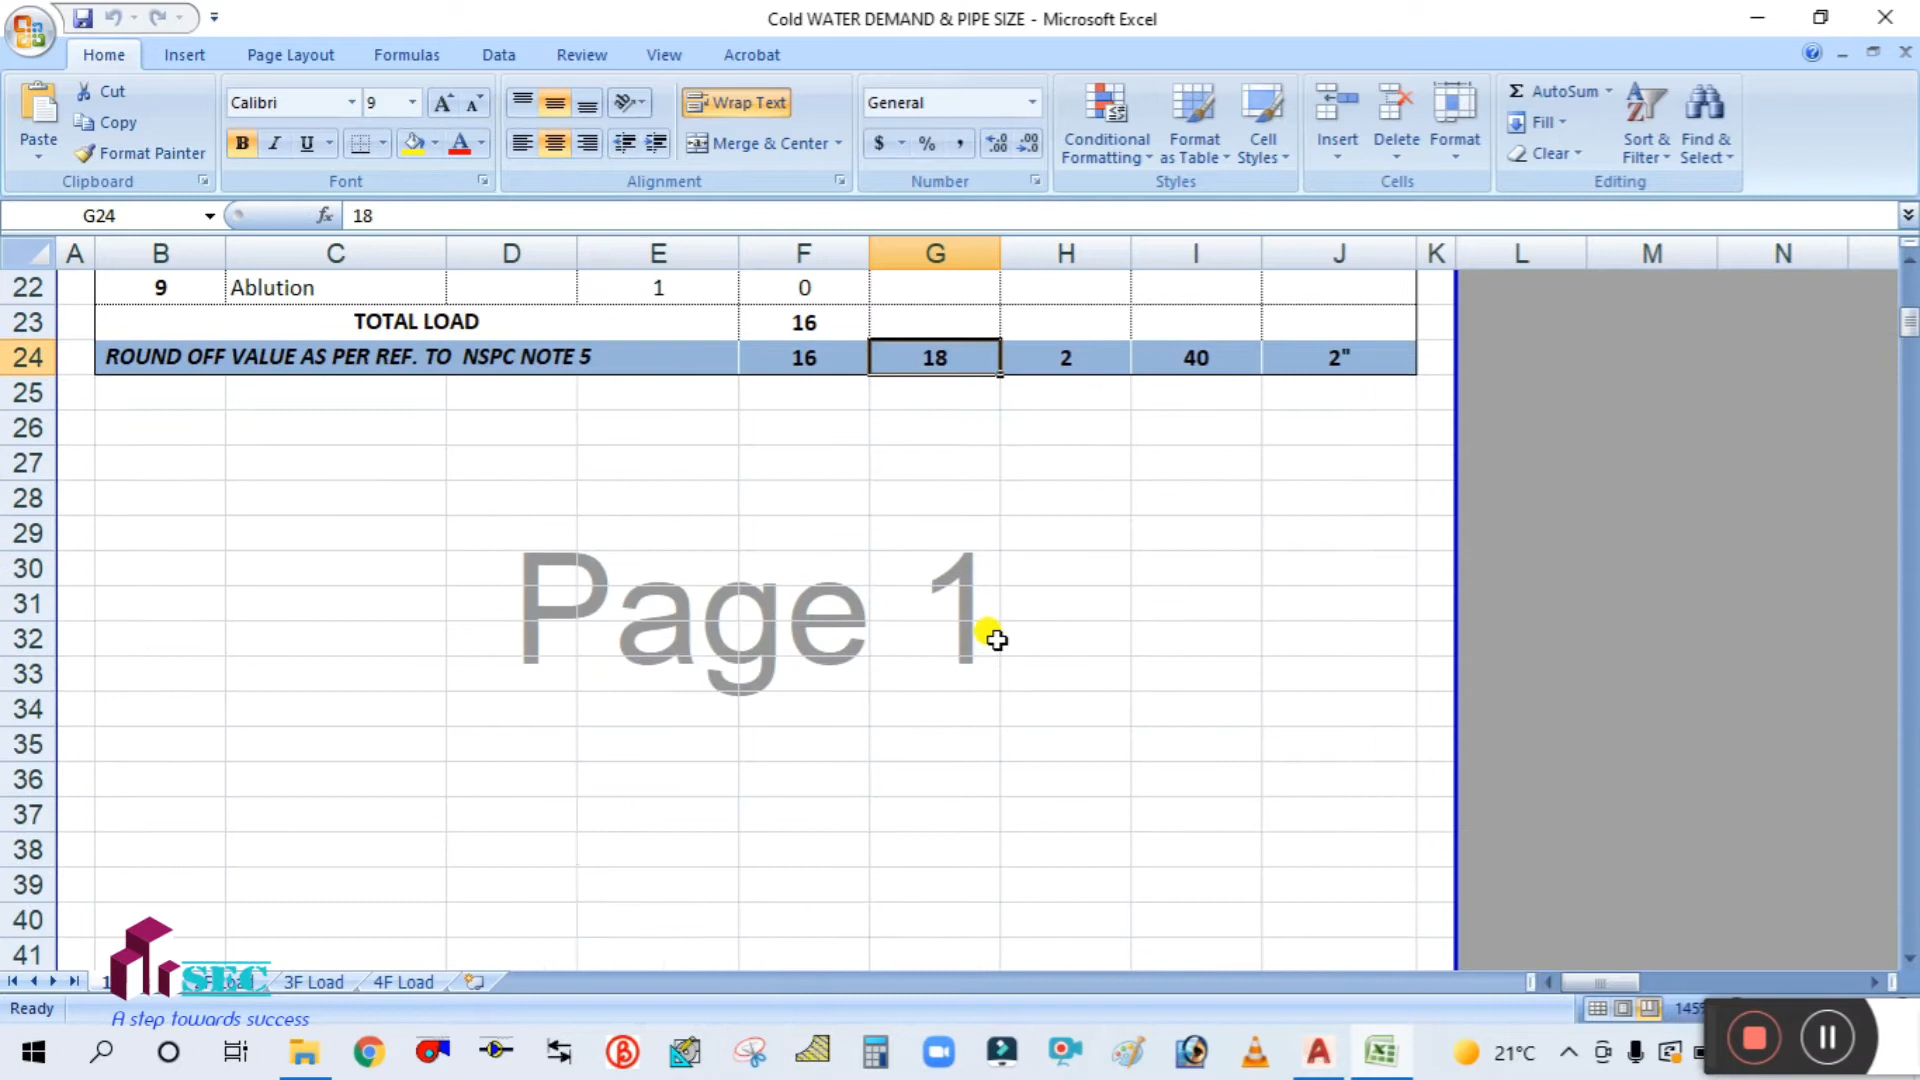 Cold WATER DEMAND & PIPE SIZE - Microsoft Excel
Home Insert Page Layout Formulas Data Review View Acrobat
Paste Cut Copy Format Painter Clipboard
Calibri 9 A A B I U A Font
Wrap Text Merge & Center Alignment
General $ % , .00 .00 Number
Conditional Formatting Format as Table Cell Styles Styles
Insert Delete Format Cells
Σ AutoSum Fill Clear Sort & Filter Find & Select Editing
G24 fx 18
A B C D E F G H I J K L M N
22 9 Ablution 1 0
23 TOTAL LOAD 16
24 ROUND OFF VALUE AS PER REF. TO NSPC NOTE 5 16 18 2 40 2"
25
26
27
28
29
30
31
32
33
34
35
36
37
38
39
40
41
Page 1
3F Load 4F Load
SEC
A step towards success
Ready
21°C